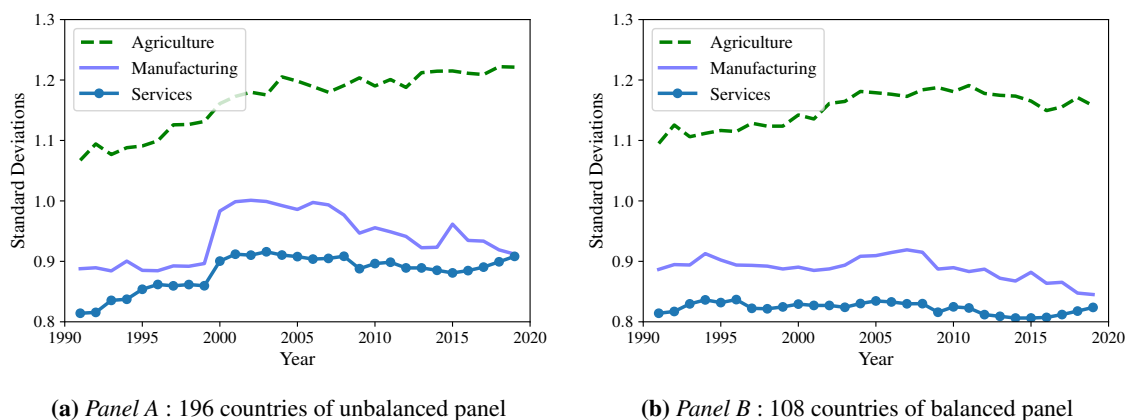 1.3
1.2
1.1
1.0
0.9
0.8
Standard Deviations
Agriculture
Manufacturing
Services
1990
1995
2000
2005
2010
2015
2020
Year
(a) Panel A : 196 countries of unbalanced panel
1.3
1.2
1.1
1.0
0.9
0.8
Standard Deviations
Agriculture
Manufacturing
Services
1990
1995
2000
2005
2010
2015
2020
Year
(b) Panel B : 108 countries of balanced panel